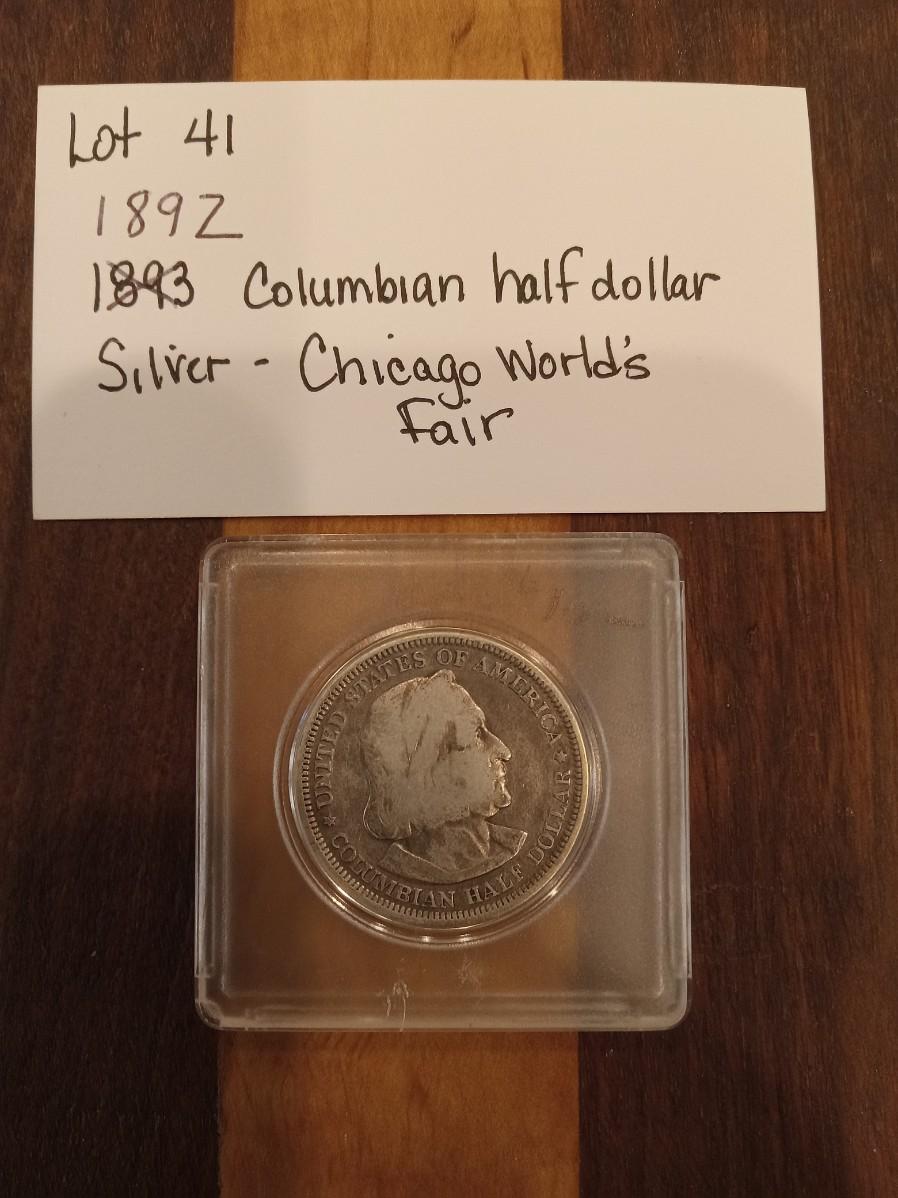 Lot 41
1892
1893 Columbian half dollar
Silver - Chicago World's
Fair
UNITED STATES OF AMERICA
COLUMBIAN HALF DOLLAR